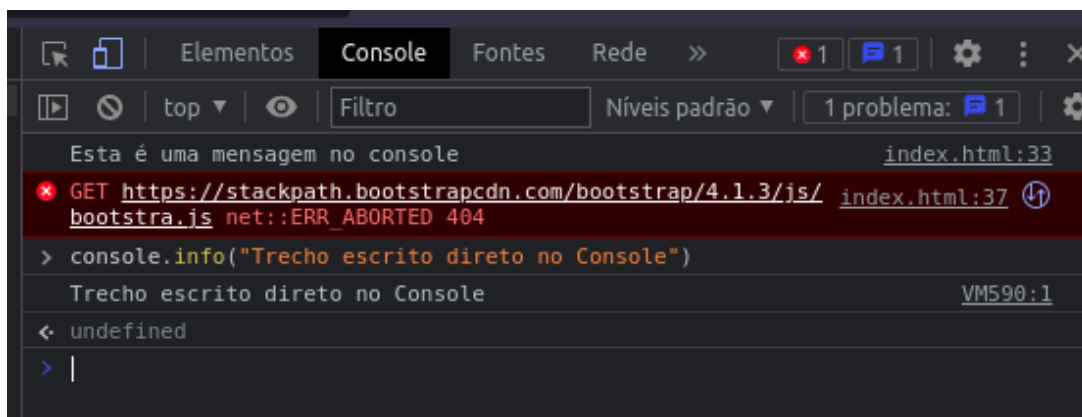 Elementos Console Fontes Rede » 1 1
top ▼ Filtro Níveis padrão ▼ 1 problema: 1
Esta é uma mensagem no console index.html:33
GET https://stackpath.bootstrapcdn.com/bootstrap/4.1.3/js/ index.html:37
bootstra.js net::ERR_ABORTED 404
> console.info("Trecho escrito direto no Console")
Trecho escrito direto no Console VM590:1
undefined
>